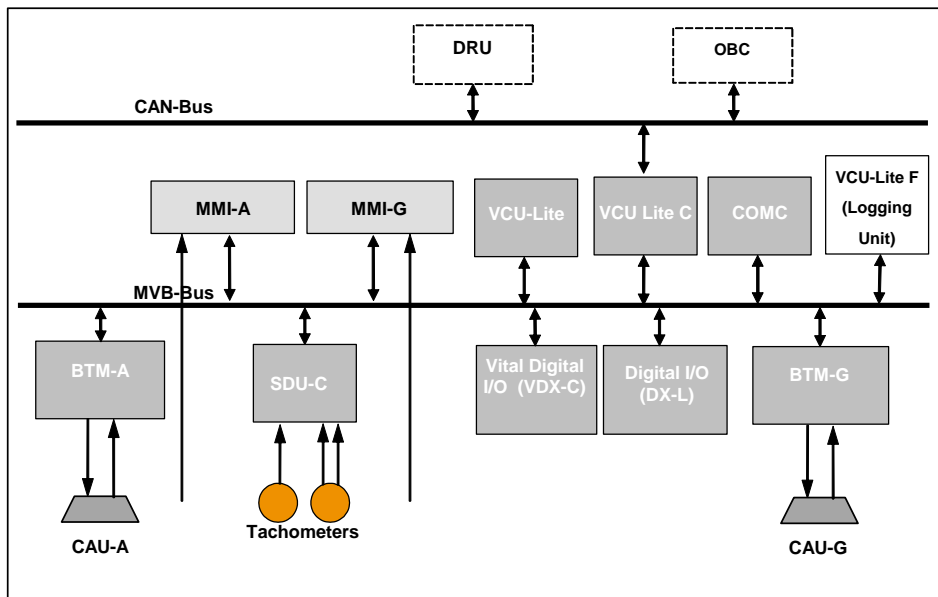 DRU
OBC
CAN-Bus
MMI-A
MMI-G
VCU-Lite
VCU Lite C
COMC
VCU-Lite F
(Logging
Unit)
MVB-Bus
BTM-A
SDU-C
Vital Digital
I/O (VDX-C)
Digital I/O
(DX-L)
BTM-G
Tachometers
CAU-A
CAU-G